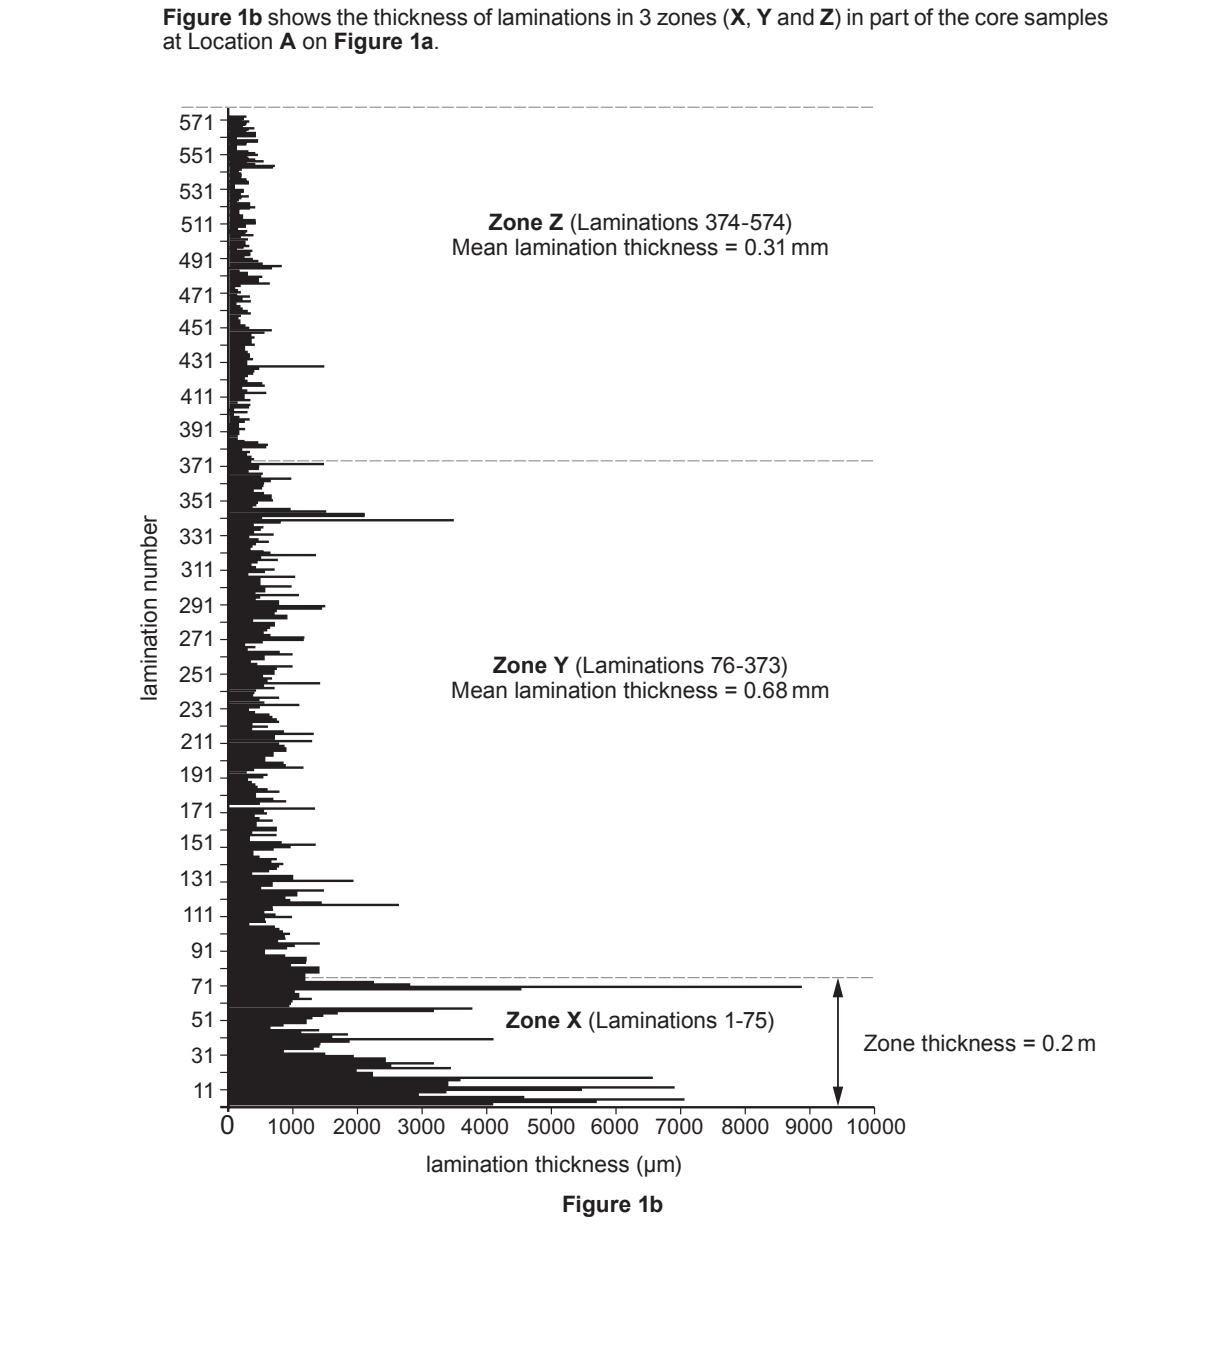 Figure 1b shows the thickness of laminations in 3 zones (X, Y and Z) in part of the core samples
at Location A on Figure 1a.
571
551
531
511
491
471
451
431
411
391
371
351
331
311
291
271
251
231
211
191
171
151
131
111
91
71
51
31
11
lamination number
Zone Z (Laminations 374-574)
Mean lamination thickness = 0.31 mm
Zone Y (Laminations 76-373)
Mean lamination thickness = 0.68 mm
Zone X (Laminations 1-75)
Zone thickness = 0.2 m
0 1000 2000 3000 4000 5000 6000 7000 8000 9000 10000
lamination thickness (µm)
Figure 1b